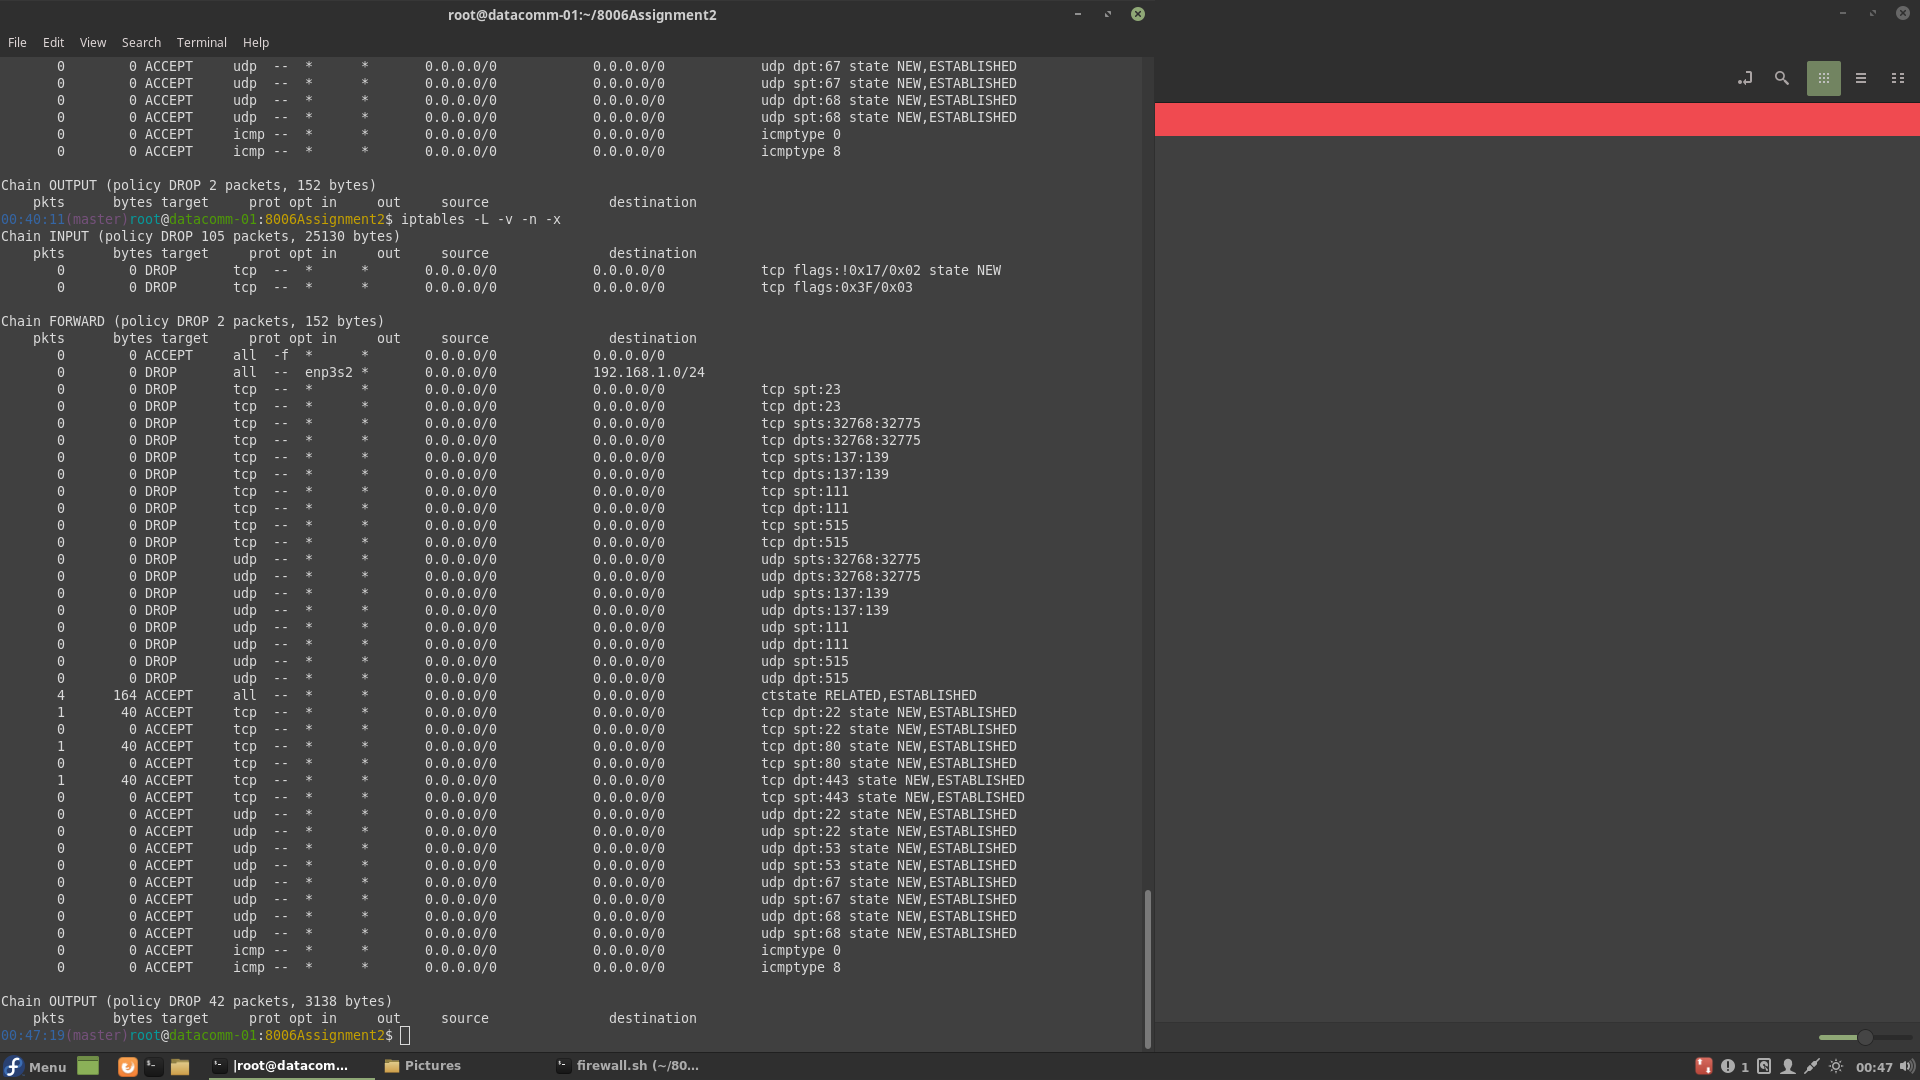 root@datacomm-01:~/8006Assignment2
File Edit View Search Terminal Help
0 0 ACCEPT udp -- * * 0.0.0.0/0 0.0.0.0/0 udp dpt:67 state NEW,ESTABLISHED
0 0 ACCEPT udp -- * * 0.0.0.0/0 0.0.0.0/0 udp spt:67 state NEW,ESTABLISHED
0 0 ACCEPT udp -- * * 0.0.0.0/0 0.0.0.0/0 udp dpt:68 state NEW,ESTABLISHED
0 0 ACCEPT udp -- * * 0.0.0.0/0 0.0.0.0/0 udp spt:68 state NEW,ESTABLISHED
0 0 ACCEPT icmp -- * * 0.0.0.0/0 0.0.0.0/0 icmptype 0
0 0 ACCEPT icmp -- * * 0.0.0.0/0 0.0.0.0/0 icmptype 8
Chain OUTPUT (policy DROP 2 packets, 152 bytes)
pkts bytes target prot opt in out source destination
00:40:11(master)root@datacomm-01:8006Assignment2$ iptables -L -v -n -x
Chain INPUT (policy DROP 105 packets, 25130 bytes)
pkts bytes target prot opt in out source destination
0 0 DROP tcp -- * * 0.0.0.0/0 0.0.0.0/0 tcp flags:!0x17/0x02 state NEW
0 0 DROP tcp -- * * 0.0.0.0/0 0.0.0.0/0 tcp flags:0x3F/0x03
Chain FORWARD (policy DROP 2 packets, 152 bytes)
pkts bytes target prot opt in out source destination
0 0 ACCEPT all -f * * 0.0.0.0/0 0.0.0.0/0
0 0 DROP all -- enp3s2 * 0.0.0.0/0 192.168.1.0/24
0 0 DROP tcp -- * * 0.0.0.0/0 0.0.0.0/0 tcp spt:23
0 0 DROP tcp -- * * 0.0.0.0/0 0.0.0.0/0 tcp dpt:23
0 0 DROP tcp -- * * 0.0.0.0/0 0.0.0.0/0 tcp spts:32768:32775
0 0 DROP tcp -- * * 0.0.0.0/0 0.0.0.0/0 tcp dpts:32768:32775
0 0 DROP tcp -- * * 0.0.0.0/0 0.0.0.0/0 tcp spts:137:139
0 0 DROP tcp -- * * 0.0.0.0/0 0.0.0.0/0 tcp dpts:137:139
0 0 DROP tcp -- * * 0.0.0.0/0 0.0.0.0/0 tcp spt:111
0 0 DROP tcp -- * * 0.0.0.0/0 0.0.0.0/0 tcp dpt:111
0 0 DROP tcp -- * * 0.0.0.0/0 0.0.0.0/0 tcp spt:515
0 0 DROP tcp -- * * 0.0.0.0/0 0.0.0.0/0 tcp dpt:515
0 0 DROP udp -- * * 0.0.0.0/0 0.0.0.0/0 udp spts:32768:32775
0 0 DROP udp -- * * 0.0.0.0/0 0.0.0.0/0 udp dpts:32768:32775
0 0 DROP udp -- * * 0.0.0.0/0 0.0.0.0/0 udp spts:137:139
0 0 DROP udp -- * * 0.0.0.0/0 0.0.0.0/0 udp dpts:137:139
0 0 DROP udp -- * * 0.0.0.0/0 0.0.0.0/0 udp spt:111
0 0 DROP udp -- * * 0.0.0.0/0 0.0.0.0/0 udp dpt:111
0 0 DROP udp -- * * 0.0.0.0/0 0.0.0.0/0 udp spt:515
0 0 DROP udp -- * * 0.0.0.0/0 0.0.0.0/0 udp dpt:515
4 164 ACCEPT all -- * * 0.0.0.0/0 0.0.0.0/0 ctstate RELATED,ESTABLISHED
1 40 ACCEPT tcp -- * * 0.0.0.0/0 0.0.0.0/0 tcp dpt:22 state NEW,ESTABLISHED
0 0 ACCEPT tcp -- * * 0.0.0.0/0 0.0.0.0/0 tcp spt:22 state NEW,ESTABLISHED
1 40 ACCEPT tcp -- * * 0.0.0.0/0 0.0.0.0/0 tcp dpt:80 state NEW,ESTABLISHED
0 0 ACCEPT tcp -- * * 0.0.0.0/0 0.0.0.0/0 tcp spt:80 state NEW,ESTABLISHED
1 40 ACCEPT tcp -- * * 0.0.0.0/0 0.0.0.0/0 tcp dpt:443 state NEW,ESTABLISHED
0 0 ACCEPT tcp -- * * 0.0.0.0/0 0.0.0.0/0 tcp spt:443 state NEW,ESTABLISHED
0 0 ACCEPT udp -- * * 0.0.0.0/0 0.0.0.0/0 udp dpt:22 state NEW,ESTABLISHED
0 0 ACCEPT udp -- * * 0.0.0.0/0 0.0.0.0/0 udp spt:22 state NEW,ESTABLISHED
0 0 ACCEPT udp -- * * 0.0.0.0/0 0.0.0.0/0 udp dpt:53 state NEW,ESTABLISHED
0 0 ACCEPT udp -- * * 0.0.0.0/0 0.0.0.0/0 udp spt:53 state NEW,ESTABLISHED
0 0 ACCEPT udp -- * * 0.0.0.0/0 0.0.0.0/0 udp dpt:67 state NEW,ESTABLISHED
0 0 ACCEPT udp -- * * 0.0.0.0/0 0.0.0.0/0 udp spt:67 state NEW,ESTABLISHED
0 0 ACCEPT udp -- * * 0.0.0.0/0 0.0.0.0/0 udp dpt:68 state NEW,ESTABLISHED
0 0 ACCEPT udp -- * * 0.0.0.0/0 0.0.0.0/0 udp spt:68 state NEW,ESTABLISHED
0 0 ACCEPT icmp -- * * 0.0.0.0/0 0.0.0.0/0 icmptype 0
0 0 ACCEPT icmp -- * * 0.0.0.0/0 0.0.0.0/0 icmptype 8
Chain OUTPUT (policy DROP 42 packets, 3138 bytes)
pkts bytes target prot opt in out source destination
00:47:19(master)root@datacomm-01:8006Assignment2$
Menu |root@datacom... Pictures firewall.sh (~/80... 1 00:47